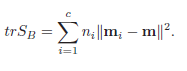 $trS_B = \sum_{i=1}^{c} n_i \|\mathbf{m}_i - \mathbf{m}\|^2.$